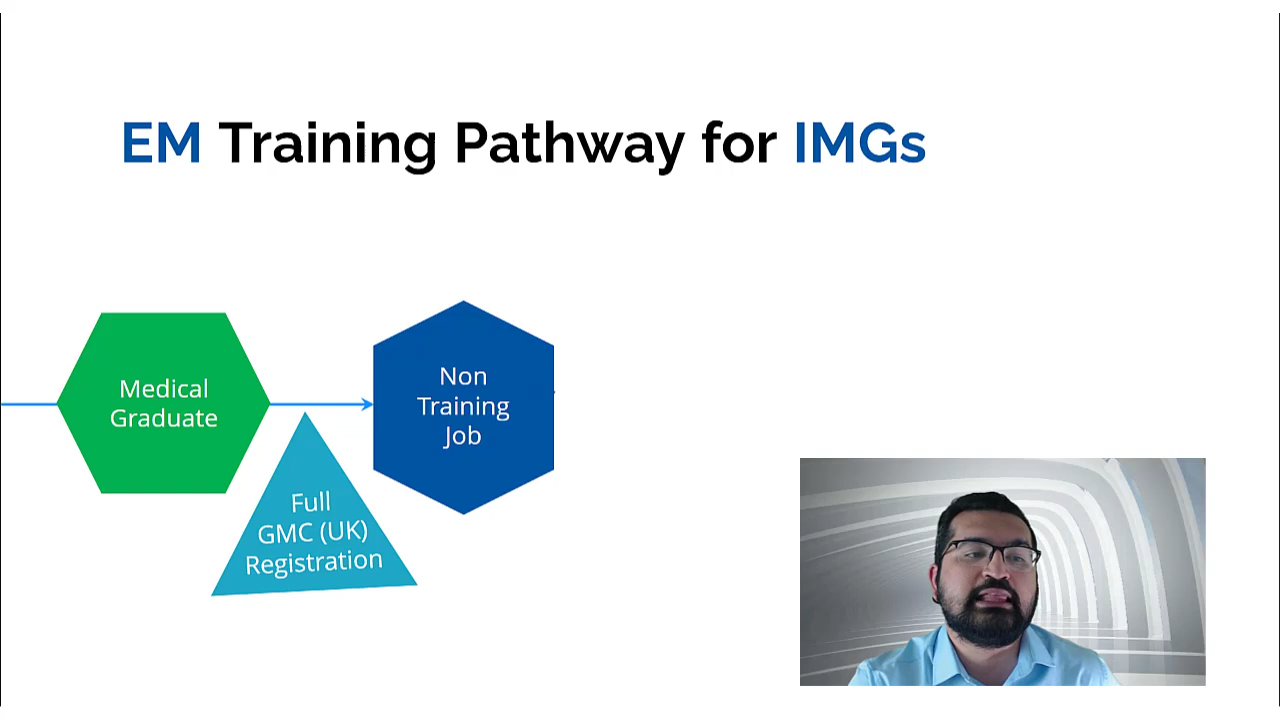 EM Training Pathway for IMGs
Medical
Graduate
Non
Training
Job
Full
GMC (UK)
Registration